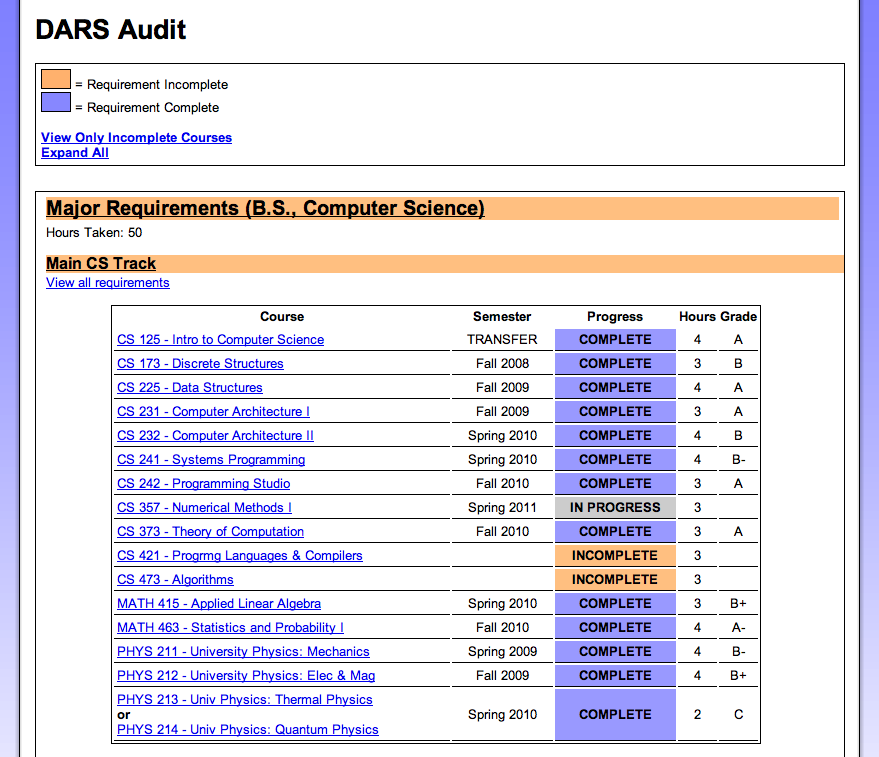 DARS Audit
= Requirement Incomplete
= Requirement Complete
View Only Incomplete Courses
Expand All
Major Requirements (B.S., Computer Science)
Hours Taken: 50
Main CS Track
View all requirements
Course Semester Progress Hours Grade
CS 125 - Intro to Computer Science TRANSFER COMPLETE 4 A
CS 173 - Discrete Structures Fall 2008 COMPLETE 3 B
CS 225 - Data Structures Fall 2009 COMPLETE 4 A
CS 231 - Computer Architecture I Fall 2009 COMPLETE 3 A
CS 232 - Computer Architecture II Spring 2010 COMPLETE 4 B
CS 241 - Systems Programming Spring 2010 COMPLETE 4 B-
CS 242 - Programming Studio Fall 2010 COMPLETE 3 A
CS 357 - Numerical Methods I Spring 2011 IN PROGRESS 3
CS 373 - Theory of Computation Fall 2010 COMPLETE 3 A
CS 421 - Progrmg Languages & Compilers INCOMPLETE 3
CS 473 - Algorithms INCOMPLETE 3
MATH 415 - Applied Linear Algebra Spring 2010 COMPLETE 3 B+
MATH 463 - Statistics and Probability I Fall 2010 COMPLETE 4 A-
PHYS 211 - University Physics: Mechanics Spring 2009 COMPLETE 4 B-
PHYS 212 - University Physics: Elec & Mag Fall 2009 COMPLETE 4 B+
PHYS 213 - Univ Physics: Thermal Physics
or Spring 2010 COMPLETE 2 C
PHYS 214 - Univ Physics: Quantum Physics